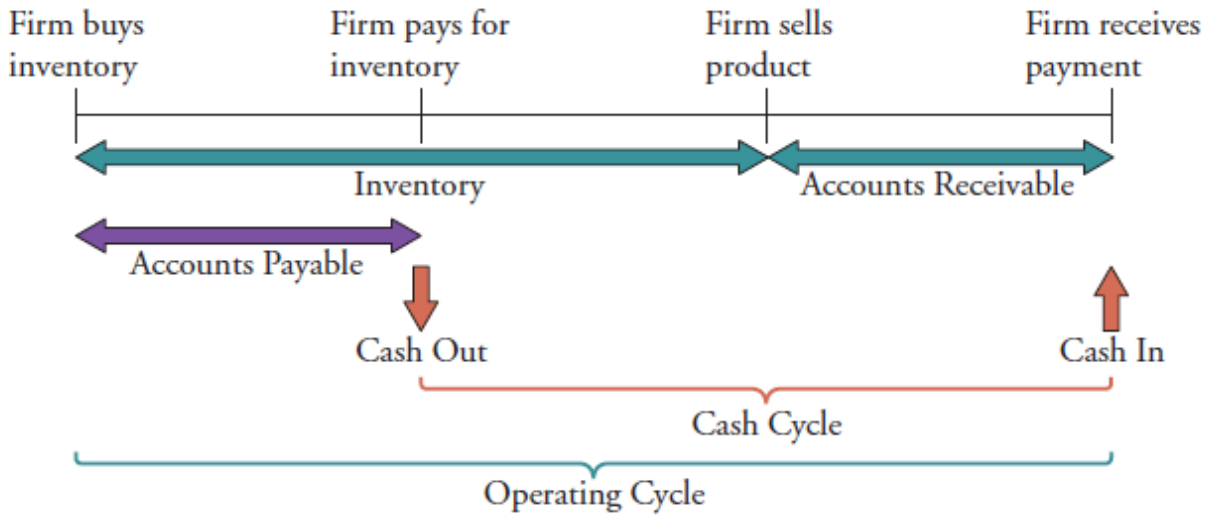 Firm buys
inventory
Firm pays for
inventory
Firm sells
product
Firm receives
payment
Inventory
Accounts Receivable
Accounts Payable
Cash Out
Cash In
Cash Cycle
Operating Cycle